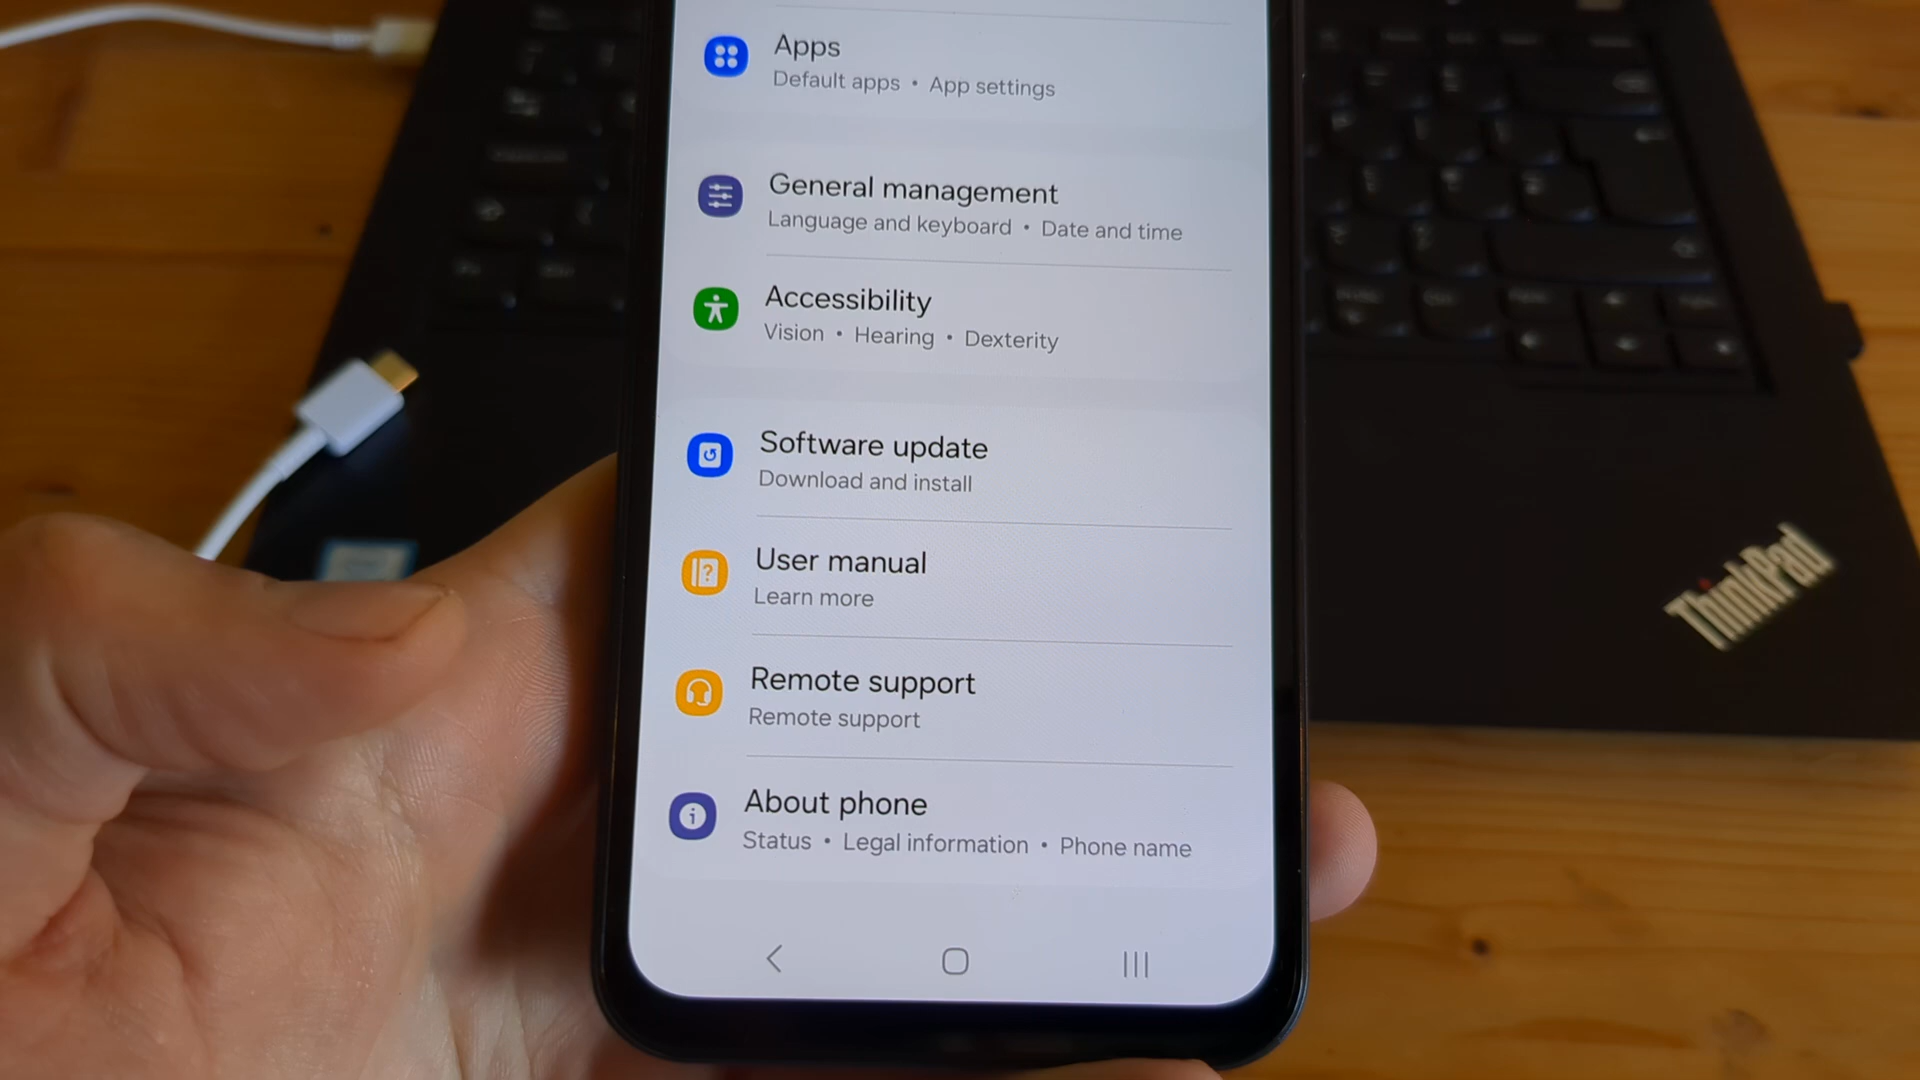 Apps
Default apps • App settings
General management
Language and keyboard • Date and time
Accessibility
Vision • Hearing • Dexterity
Software update
Download and install
User manual
Learn more
Remote support
Remote support
About phone
Status • Legal information • Phone name
ThinkPad